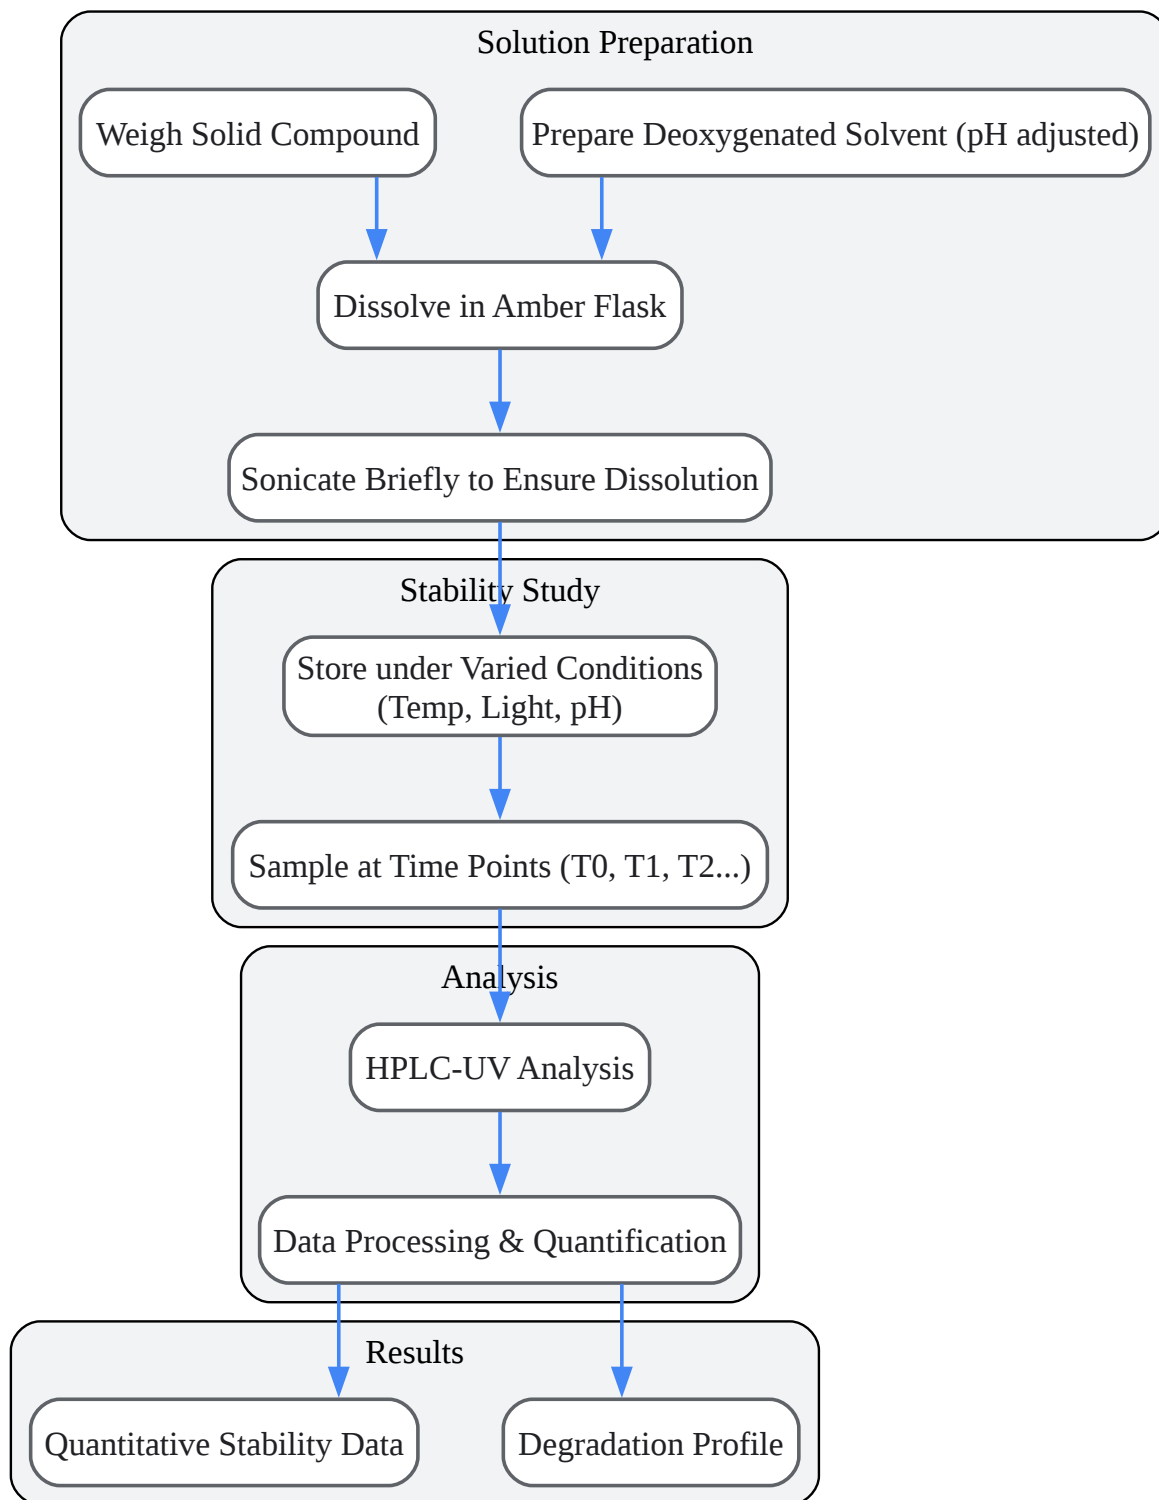 Solution Preparation
Weigh Solid Compound
Prepare Deoxygenated Solvent (pH adjusted)
Dissolve in Amber Flask
Sonicate Briefly to Ensure Dissolution
Stability Study
Store under Varied Conditions
(Temp, Light, pH)
Sample at Time Points (T0, T1, T2...)
Analysis
HPLC-UV Analysis
Data Processing & Quantification
Results
Quantitative Stability Data
Degradation Profile